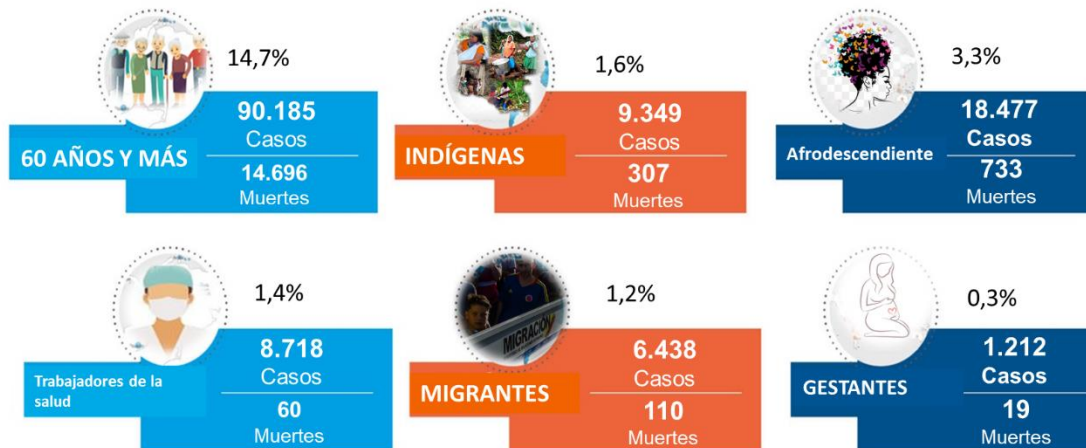 14,7%
90.185
Casos
60 AÑOS Y MÁS
14.696
Muertes
1,6%
9.349
Casos
INDÍGENAS
307
Muertes
3,3%
18.477
Casos
Afrodescendiente
733
Muertes
1,4%
8.718
Casos
Trabajadores de la
salud
60
Muertes
1,2%
MIGRACIÓN
6.438
Casos
MIGRANTES
110
Muertes
0,3%
1.212
Casos
GESTANTES
19
Muertes